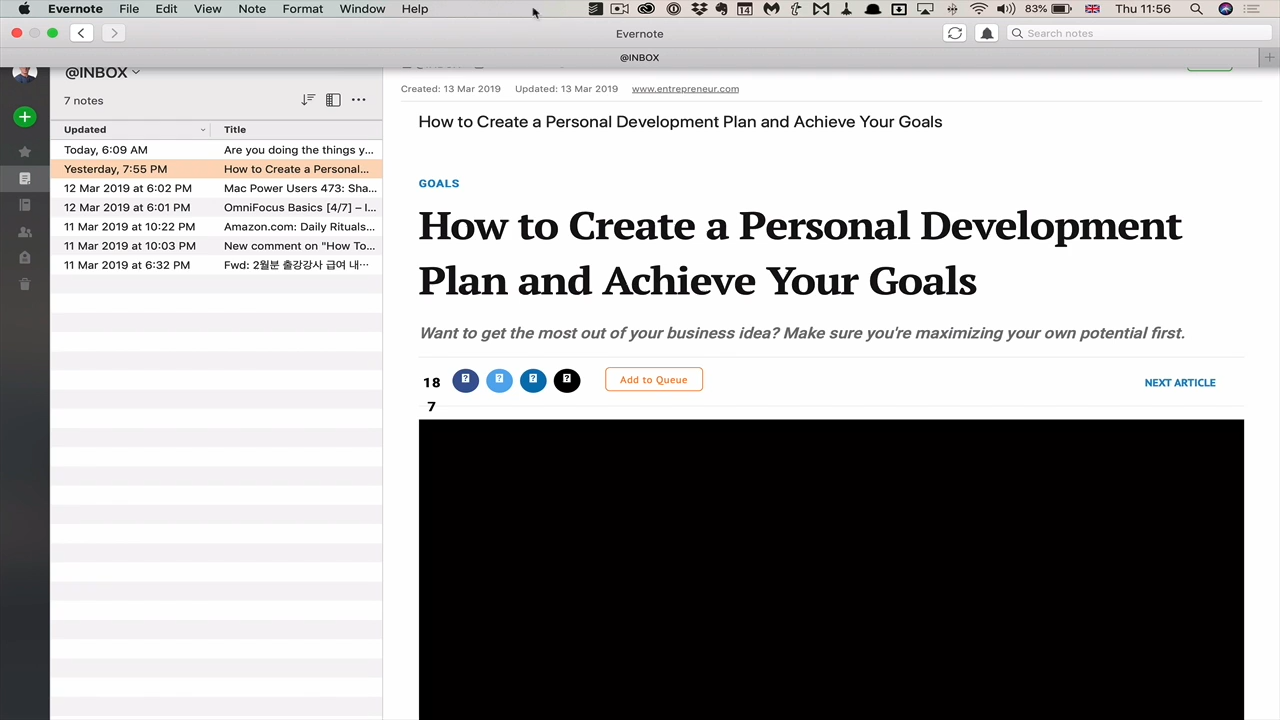 Evernote File Edit View Note Format Window Help 14 83% Thu 11:56
Evernote
Search notes
@INBOX
@INBOX
7 notes
Updated Title
Today, 6:09 AM Are you doing the things y...
Yesterday, 7:55 PM How to Create a Personal...
12 Mar 2019 at 6:02 PM Mac Power Users 473: Sha...
12 Mar 2019 at 6:01 PM OmniFocus Basics [4/7] – I...
11 Mar 2019 at 10:22 PM Amazon.com: Daily Rituals...
11 Mar 2019 at 10:03 PM New comment on "How To...
11 Mar 2019 at 6:32 PM Fwd: 2월분 출강강사 급여 내...
Created: 13 Mar 2019 Updated: 13 Mar 2019 www.entrepreneur.com
How to Create a Personal Development Plan and Achieve Your Goals
GOALS
How to Create a Personal Development
Plan and Achieve Your Goals
Want to get the most out of your business idea? Make sure you're maximizing your own potential first.
18
7
? ? ? ?
Add to Queue
NEXT ARTICLE